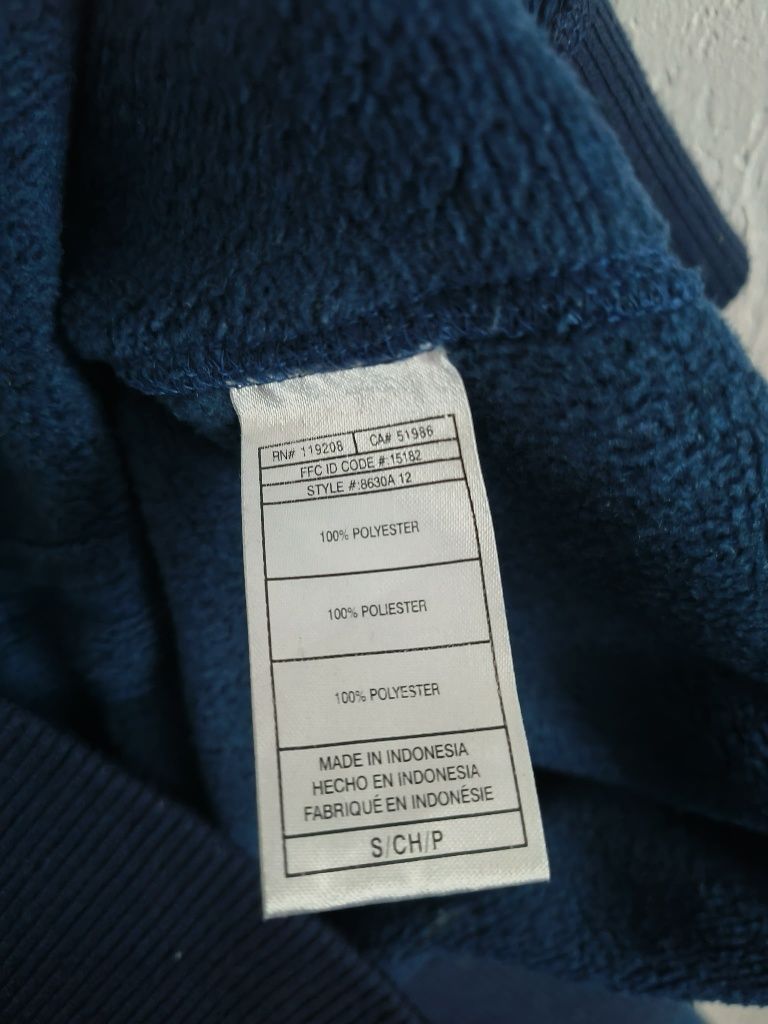 RN# 119208 CA# 51986
FFC ID CODE #:15182
STYLE #:8630A 12
100% POLYESTER
100% POLIESTER
100% POLYESTER
MADE IN INDONESIA
HECHO EN INDONESIA
FABRIQUÉ EN INDONÉSIE
S/CH/P